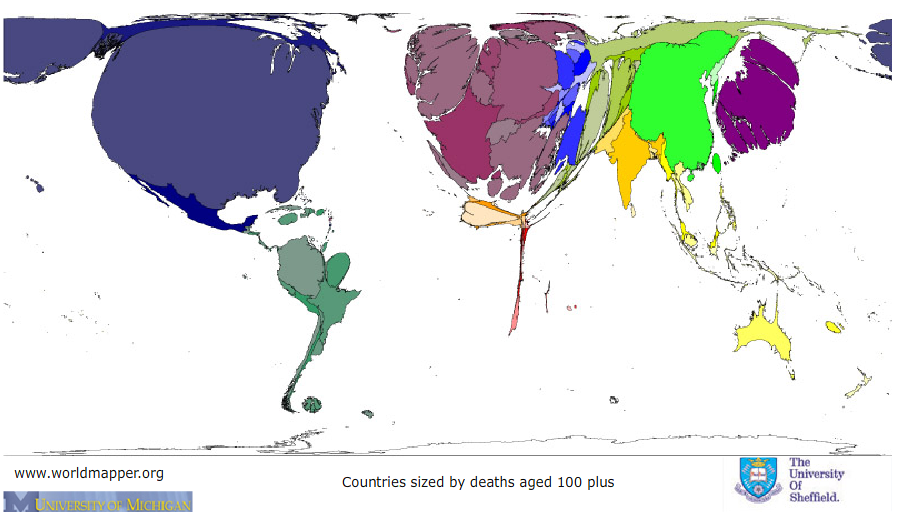 www.worldmapper.org
Countries sized by deaths aged 100 plus
The
University
Of
Sheffield.
UNIVERSITY OF MICHIGAN